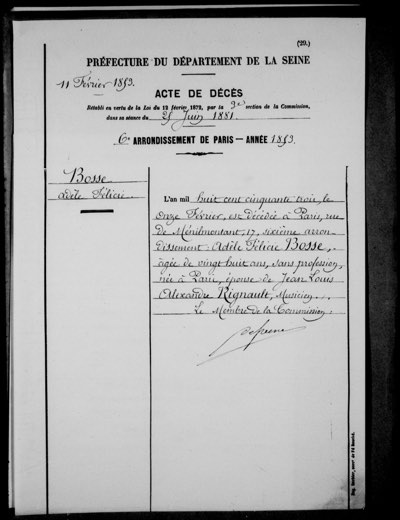 (29.)
PRÉFECTURE DU DÉPARTEMENT DE LA SEINE
11 Février 1853.
ACTE DE DÉCÈS
Rétabli en vertu de la Loi du 12 février 1872, par la 3e section de la Commission,
dans sa séance du 25 Juin 1881
6e ARRONDISSEMENT DE PARIS – ANNÉE 1853
Bosse
Adèle Félicie
L'an mil huit cent cinquante trois, le
onze Février, est décédée à Paris, rue
de Ménilmontant 17, sixième arron
dissement : Adèle Félicie Bosse,
âgée de vingt huit ans, sans profession,
née à Paris, épouse de Jean Louis
Alexandre Rignault, Musicien.
Le Membre de la Commission,